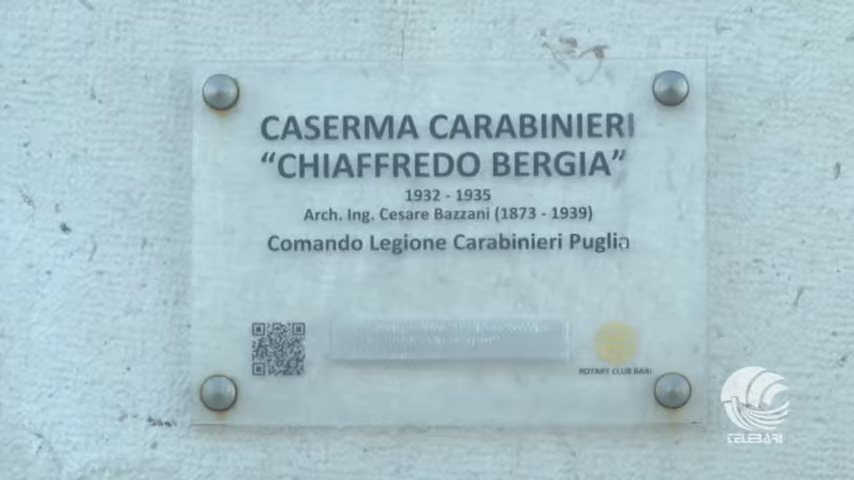 CASERMA CARABINIERI
“CHIAFFREDO BERGIA”
1932 - 1935
Arch. Ing. Cesare Bazzani (1873 - 1939)
Comando Legione Carabinieri Puglia
ROTARY CLUB BARI
TELEBARI